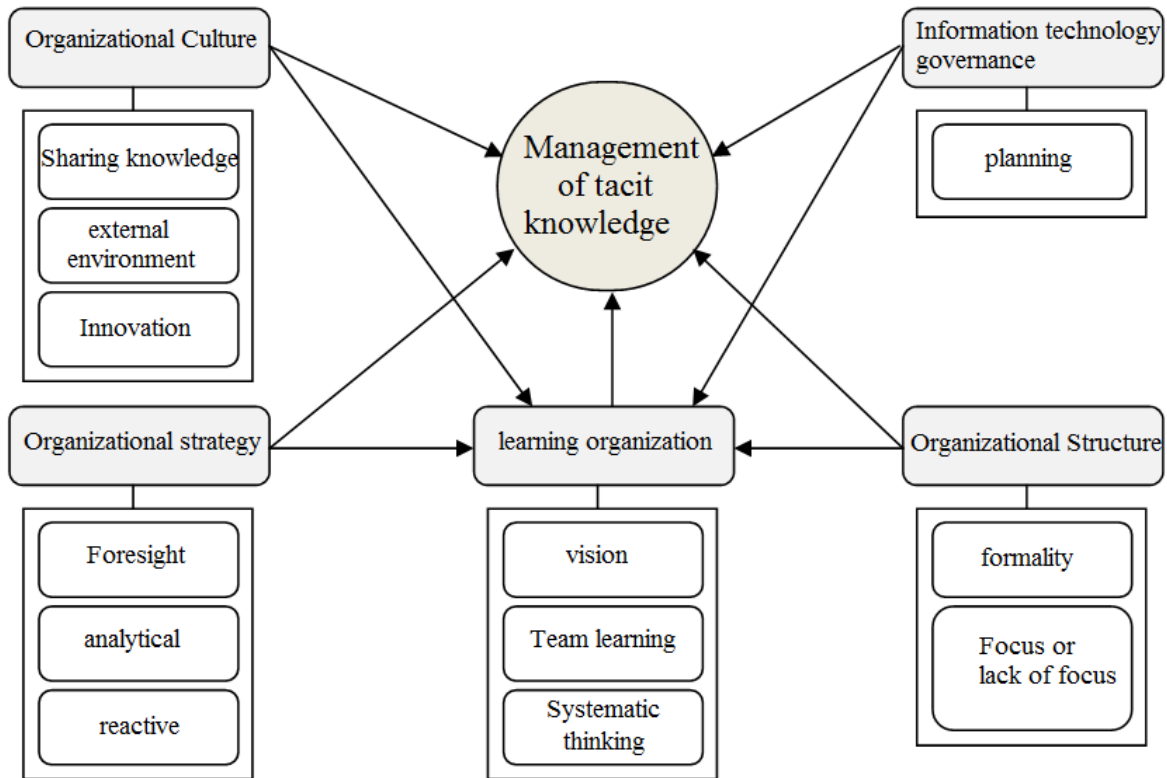 Organizational Culture
Sharing knowledge
external
environment
Innovation
Management
of tacit
knowledge
Information technology
governance
planning
Organizational strategy
Foresight
analytical
reactive
learning organization
vision
Team learning
Systematic
thinking
Organizational Structure
formality
Focus or
lack of focus